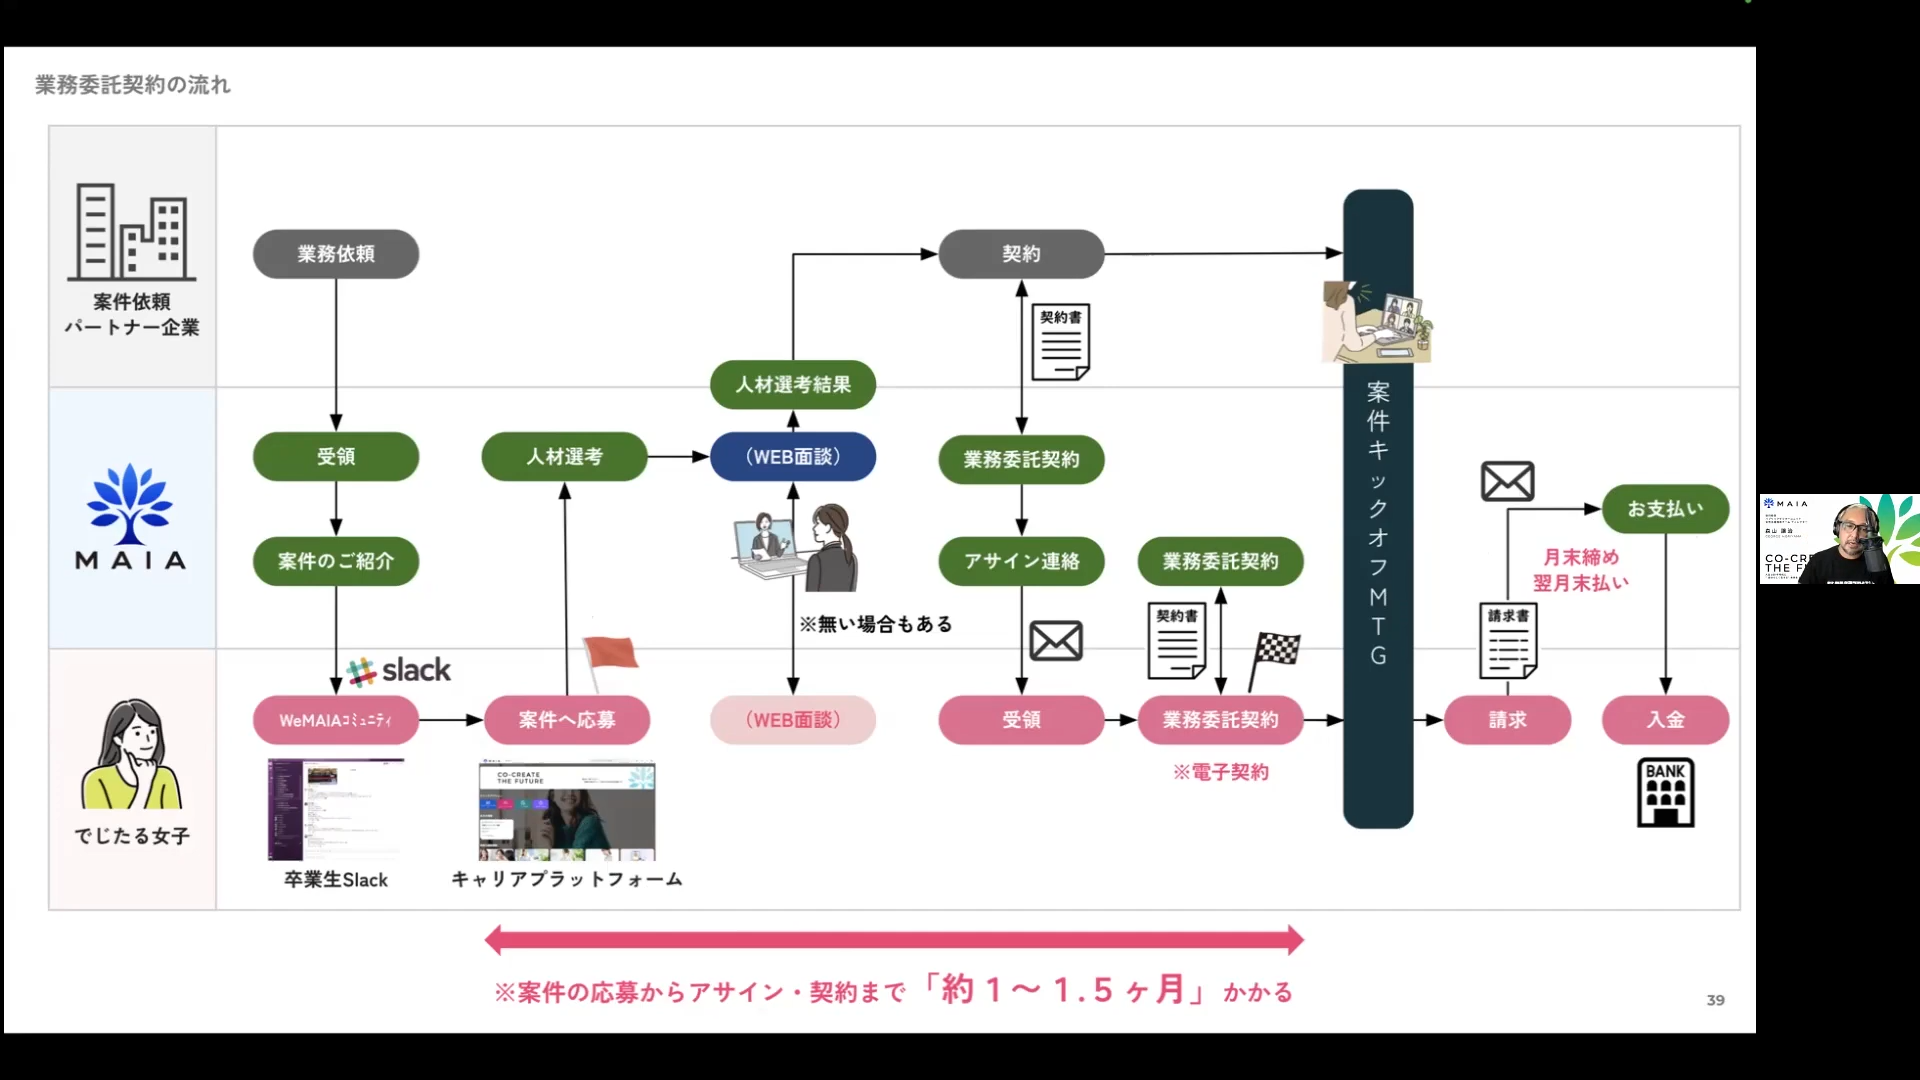 業務委託契約の流れ
案件依頼
パートナー企業
業務依頼
契約
契約書
人材選考結果
MAIA
受領
人材選考
（WEB面談）
業務委託契約
案件のご紹介
アサイン連絡
業務委託契約
※無い場合もある
契約書
案件キックオフMTG
お支払い
月末締め
翌月末払い
請求書
でじたる女子
slack
WeMAIAｺﾐｭﾆﾃｨ
案件へ応募
（WEB面談）
受領
業務委託契約
※電子契約
請求
入金
BANK
CO-CREATE
THE FUTURE
卒業生Slack
キャリアプラットフォーム
※案件の応募からアサイン・契約まで「約１〜１.５ヶ月」かかる
39
MAIA